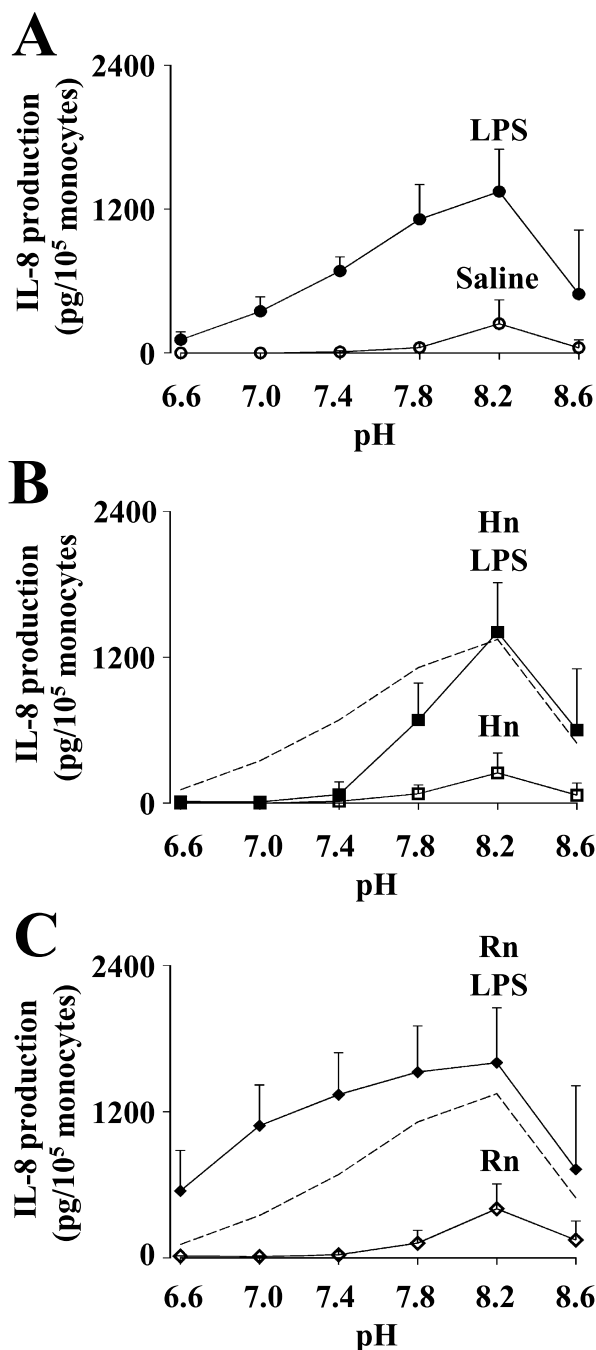 A
IL-8 production
(pg/10⁵ monocytes)
2400
1200
0
LPS
Saline
6.6 7.0 7.4 7.8 8.2 8.6
pH
B
IL-8 production
(pg/10⁵ monocytes
2400
1200
0
Hn
LPS
Hn
6.6 7.0 7.4 7.8 8.2 8.6
pH
C
IL-8 production
(pg/10⁵ monocytes)
2400
1200
0
Rn
LPS
Rn
6.6 7.0 7.4 7.8 8.2 8.6
pH